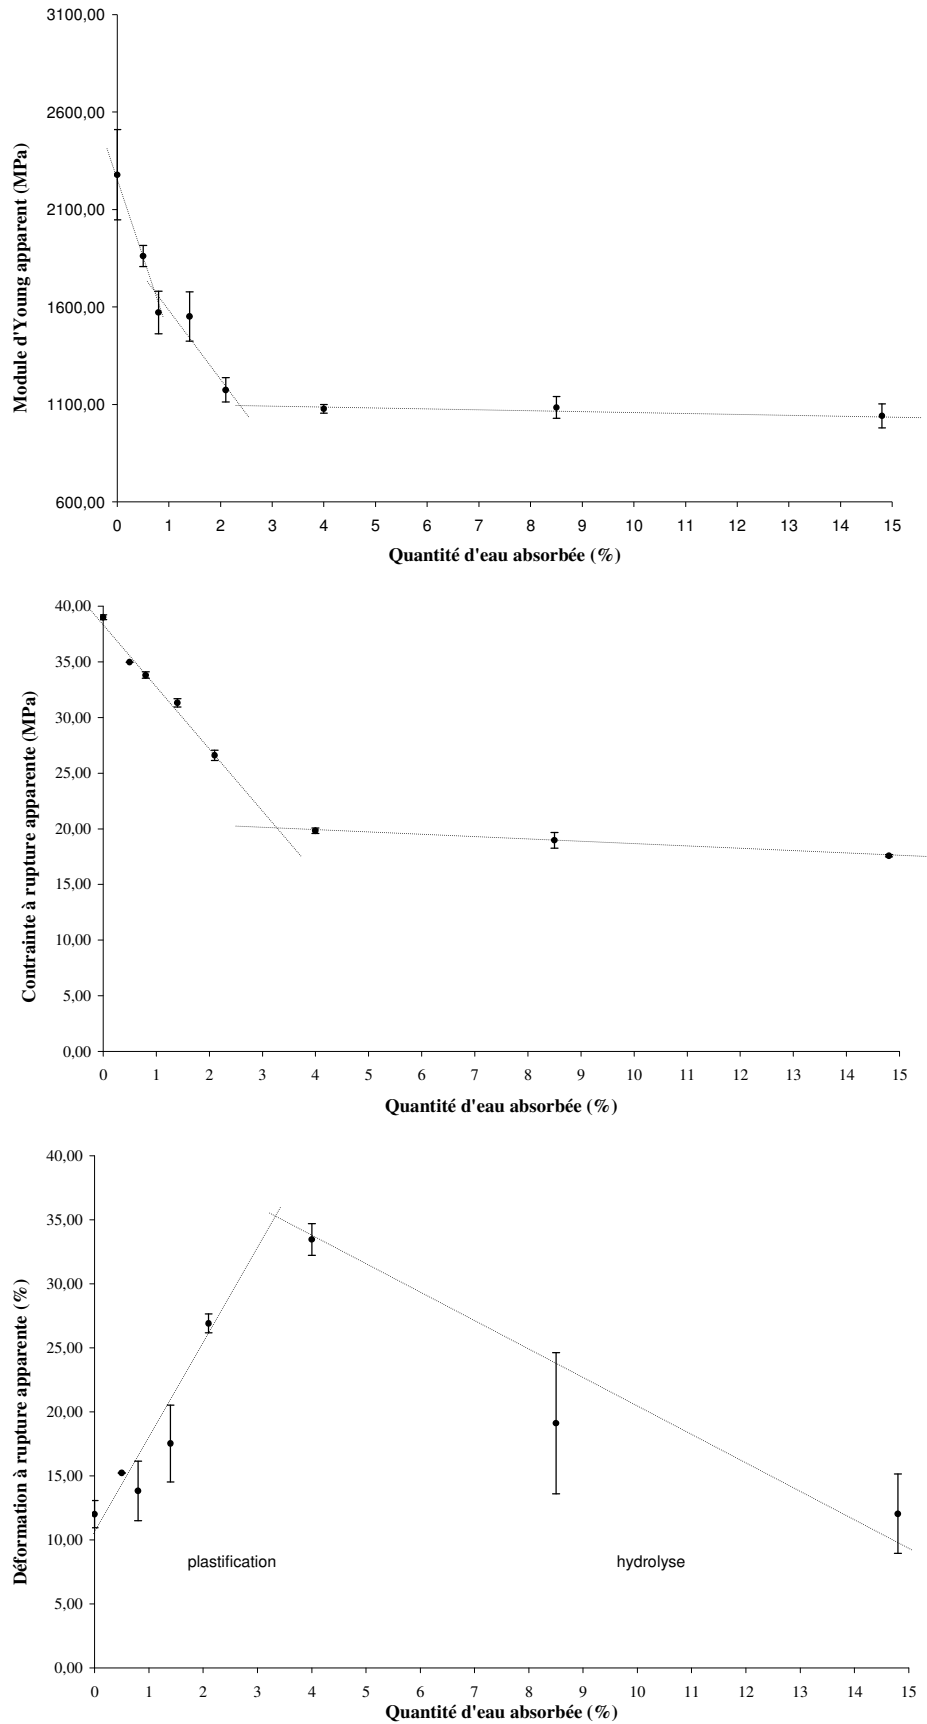 3100,00
2600,00
2100,00
1600,00
1100,00
600,00
Module d'Young apparent (MPa)
0 1 2 3 4 5 6 7 8 9 10 11 12 13 14 15
Quantité d'eau absorbée (%)
40,00
35,00
30,00
25,00
20,00
15,00
10,00
5,00
0,00
Contrainte à rupture apparente (MPa)
0 1 2 3 4 5 6 7 8 9 10 11 12 13 14 15
Quantité d'eau absorbée (%)
40,00
35,00
30,00
25,00
20,00
15,00
10,00
5,00
0,00
Déformation à rupture apparente (%)
plastification
hydrolyse
0 1 2 3 4 5 6 7 8 9 10 11 12 13 14 15
Quantité d'eau absorbée (%)